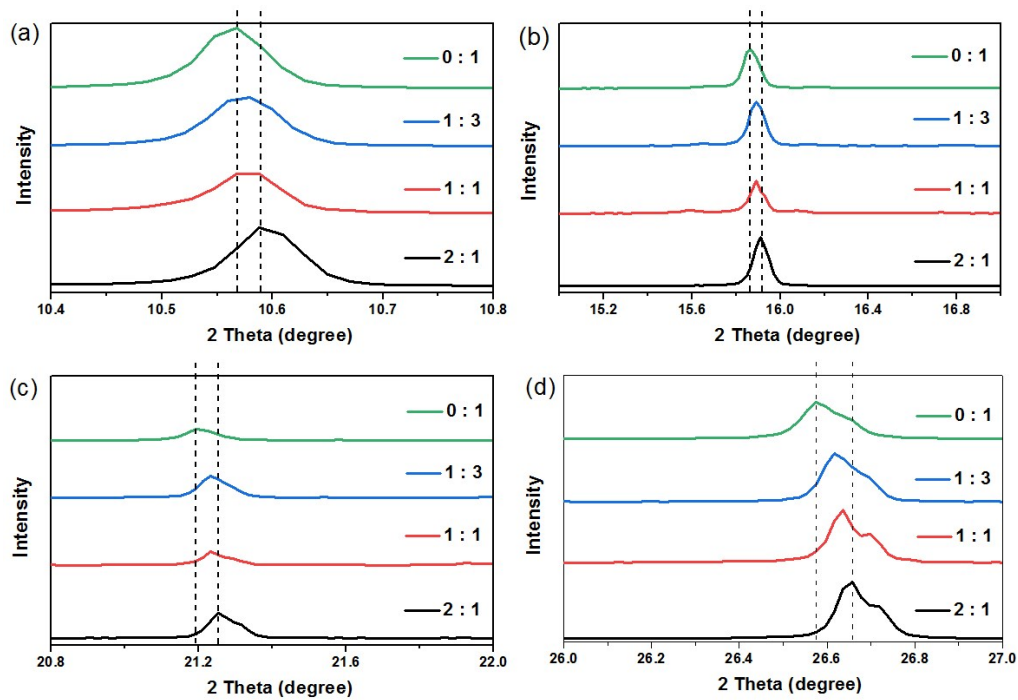 (a)
0 : 1
1 : 3
1 : 1
2 : 1
Intensity
10.4 10.5 10.6 10.7 10.8
2 Theta (degree)
(b)
0 : 1
1 : 3
1 : 1
2 : 1
Intensity
15.2 15.6 16.0 16.4 16.8
2 Theta (degree)
(c)
0 : 1
1 : 3
1 : 1
2 : 1
Intensity
20.8 21.2 21.6 22.0
2 Theta (degree)
(d)
0 : 1
1 : 3
1 : 1
2 : 1
Intensity
26.0 26.2 26.4 26.6 26.8 27.0
2 Theta (degree)